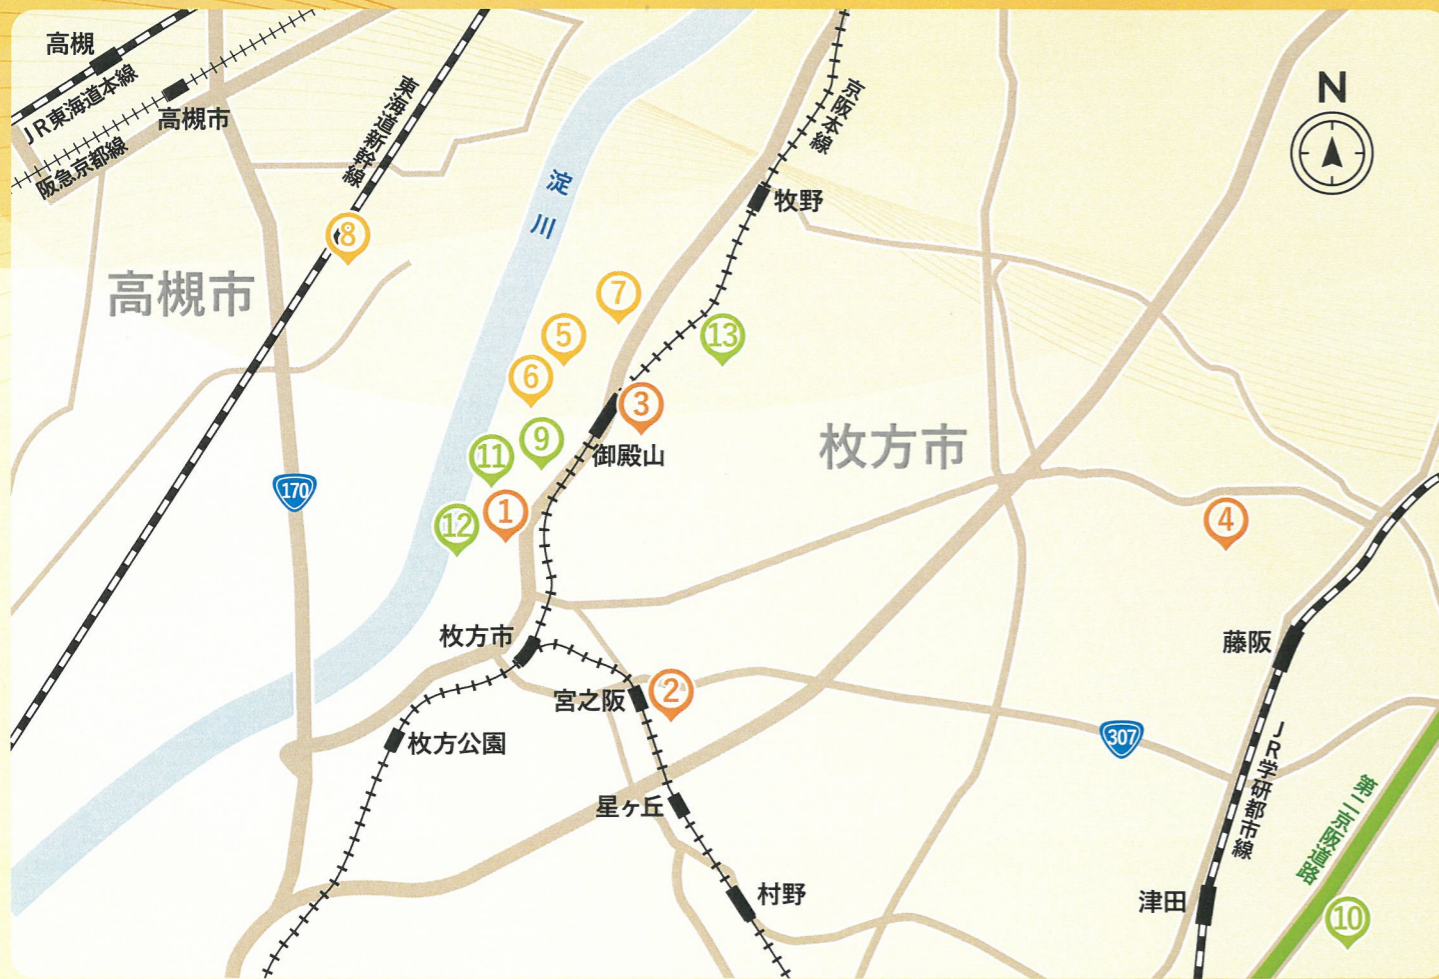 高槻
JR東海道本線
高槻市
阪急京都線
東海道新幹線
淀川
京阪本線
N
牧野
8
高槻市
7
5
13
6
3
御殿山
枚方市
9
11
170
1
12
4
枚方市
藤阪
宮之阪
2
枚方公園
307
JR学研都市線
星ヶ丘
第二京阪道路
村野
津田
10